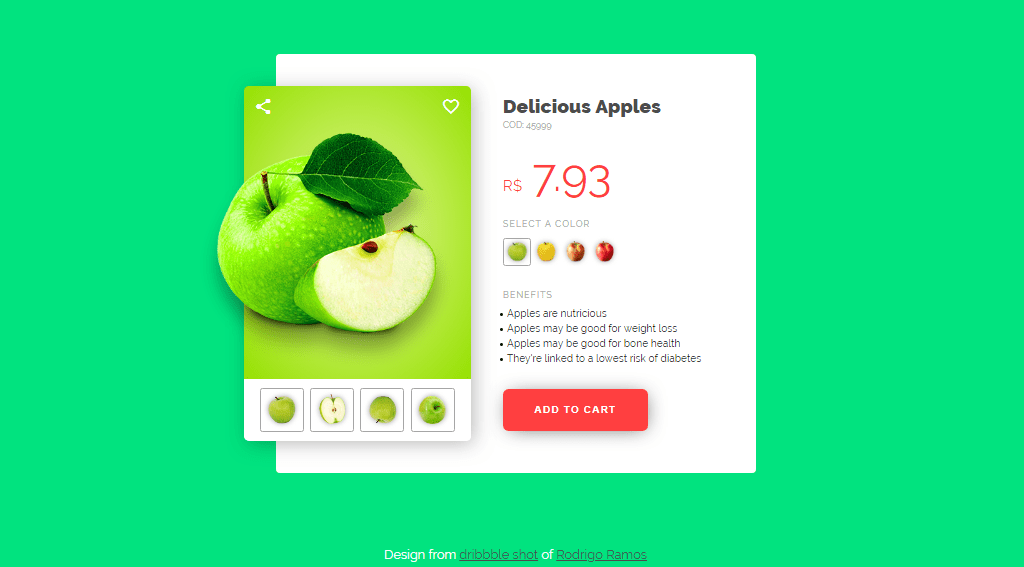 Delicious Apples
COD: 45999
R$ 7.93
SELECT A COLOR
BENEFITS
Apples are nutricious
Apples may be good for weight loss
Apples may be good for bone health
They're linked to a lowest risk of diabetes
ADD TO CART
Design from dribbble shot of Rodrigo Ramos